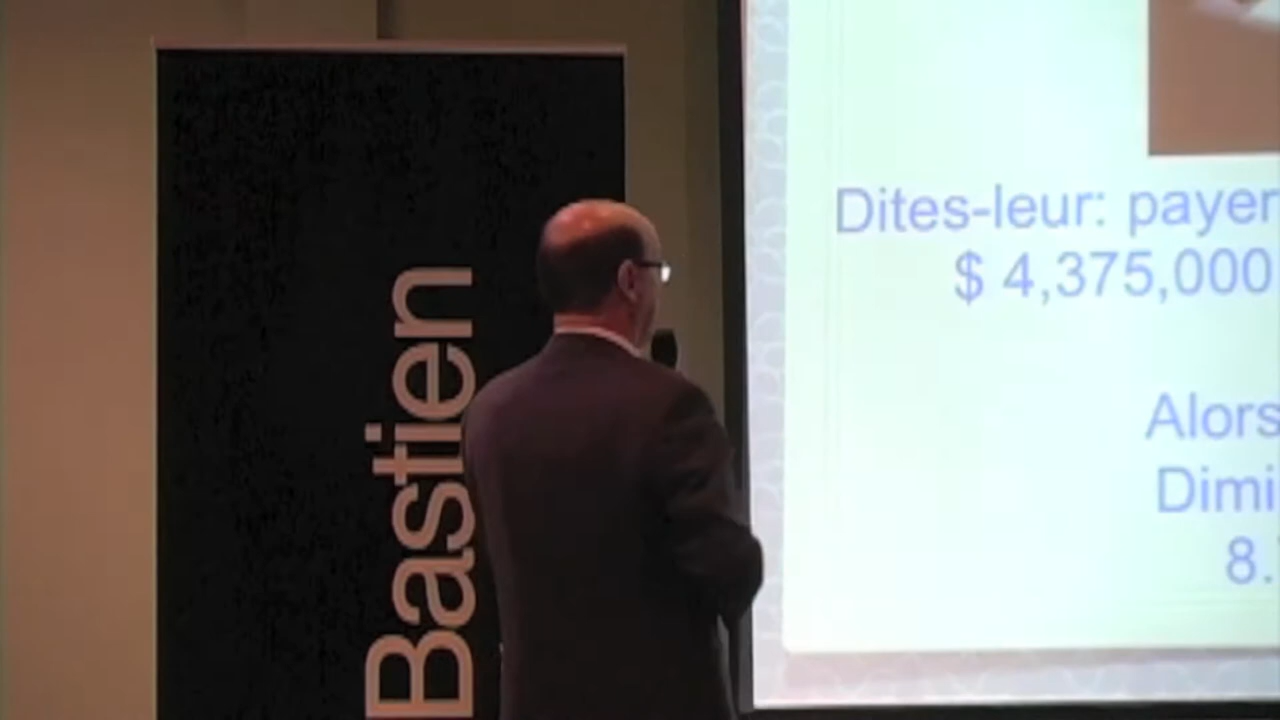 Bastien
Dites-leur: payer
$ 4,375,000
Alors
Dimi
8.